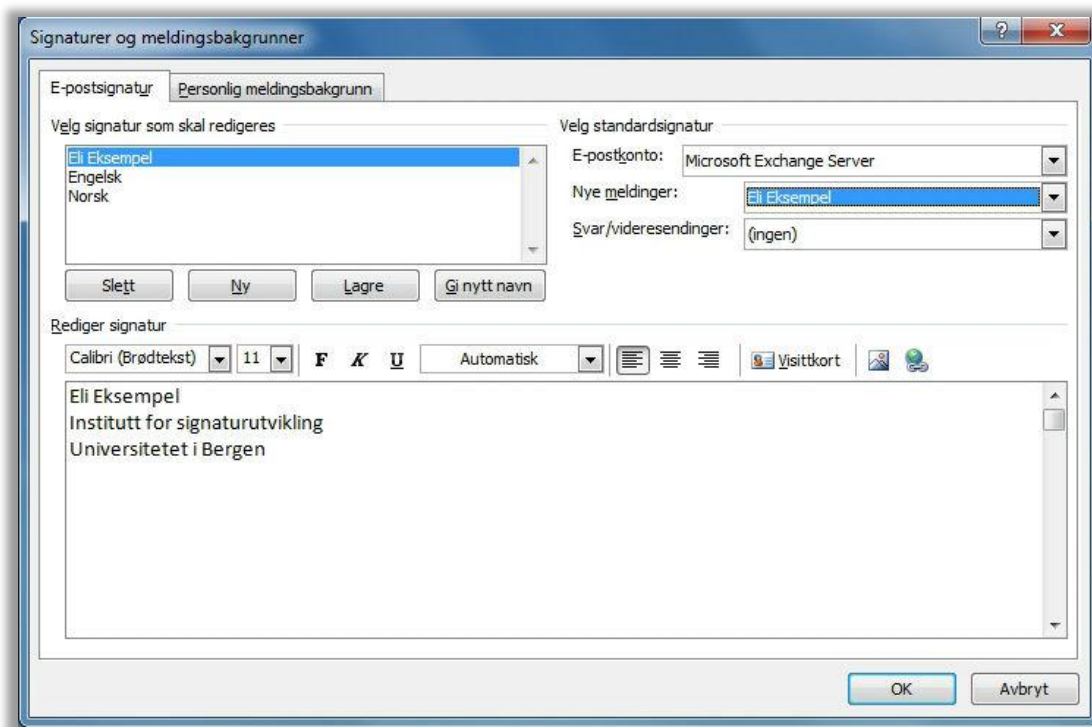 Signaturer og meldingsbakgrunner
E-postsignatur Personlig meldingsbakgrunn
Velg signatur som skal redigeres
Eli Eksempel
Engelsk
Norsk
Slett Ny Lagre Gi nytt navn
Velg standardsignatur
E-postkonto: Microsoft Exchange Server
Nye meldinger: Eli Eksempel
Svar/videresendinger: (ingen)
Rediger signatur
Calibri (Brødtekst) 11 F K U Automatisk Visittkort
Eli Eksempel
Institutt for signaturutvikling
Universitetet i Bergen
OK Avbryt